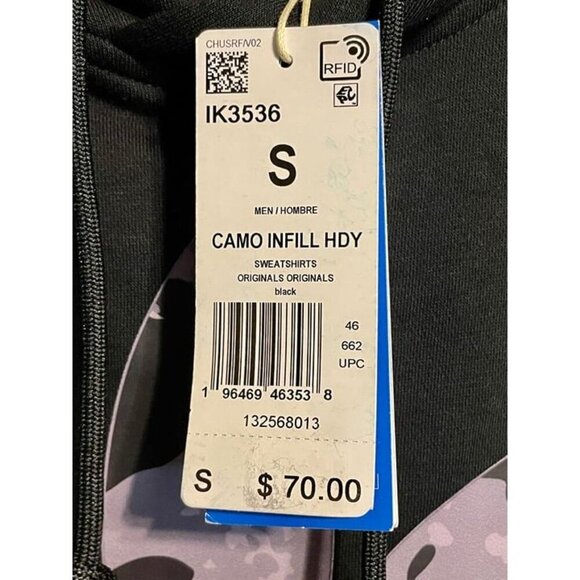 CHUSRF/V02
RFID
IK3536
S
MEN / HOMBRE
CAMO INFILL HDY
SWEATSHIRTS
ORIGINALS ORIGINALS
black
46
662
UPC
1 96469 46353 8
132568013
S $ 70.00